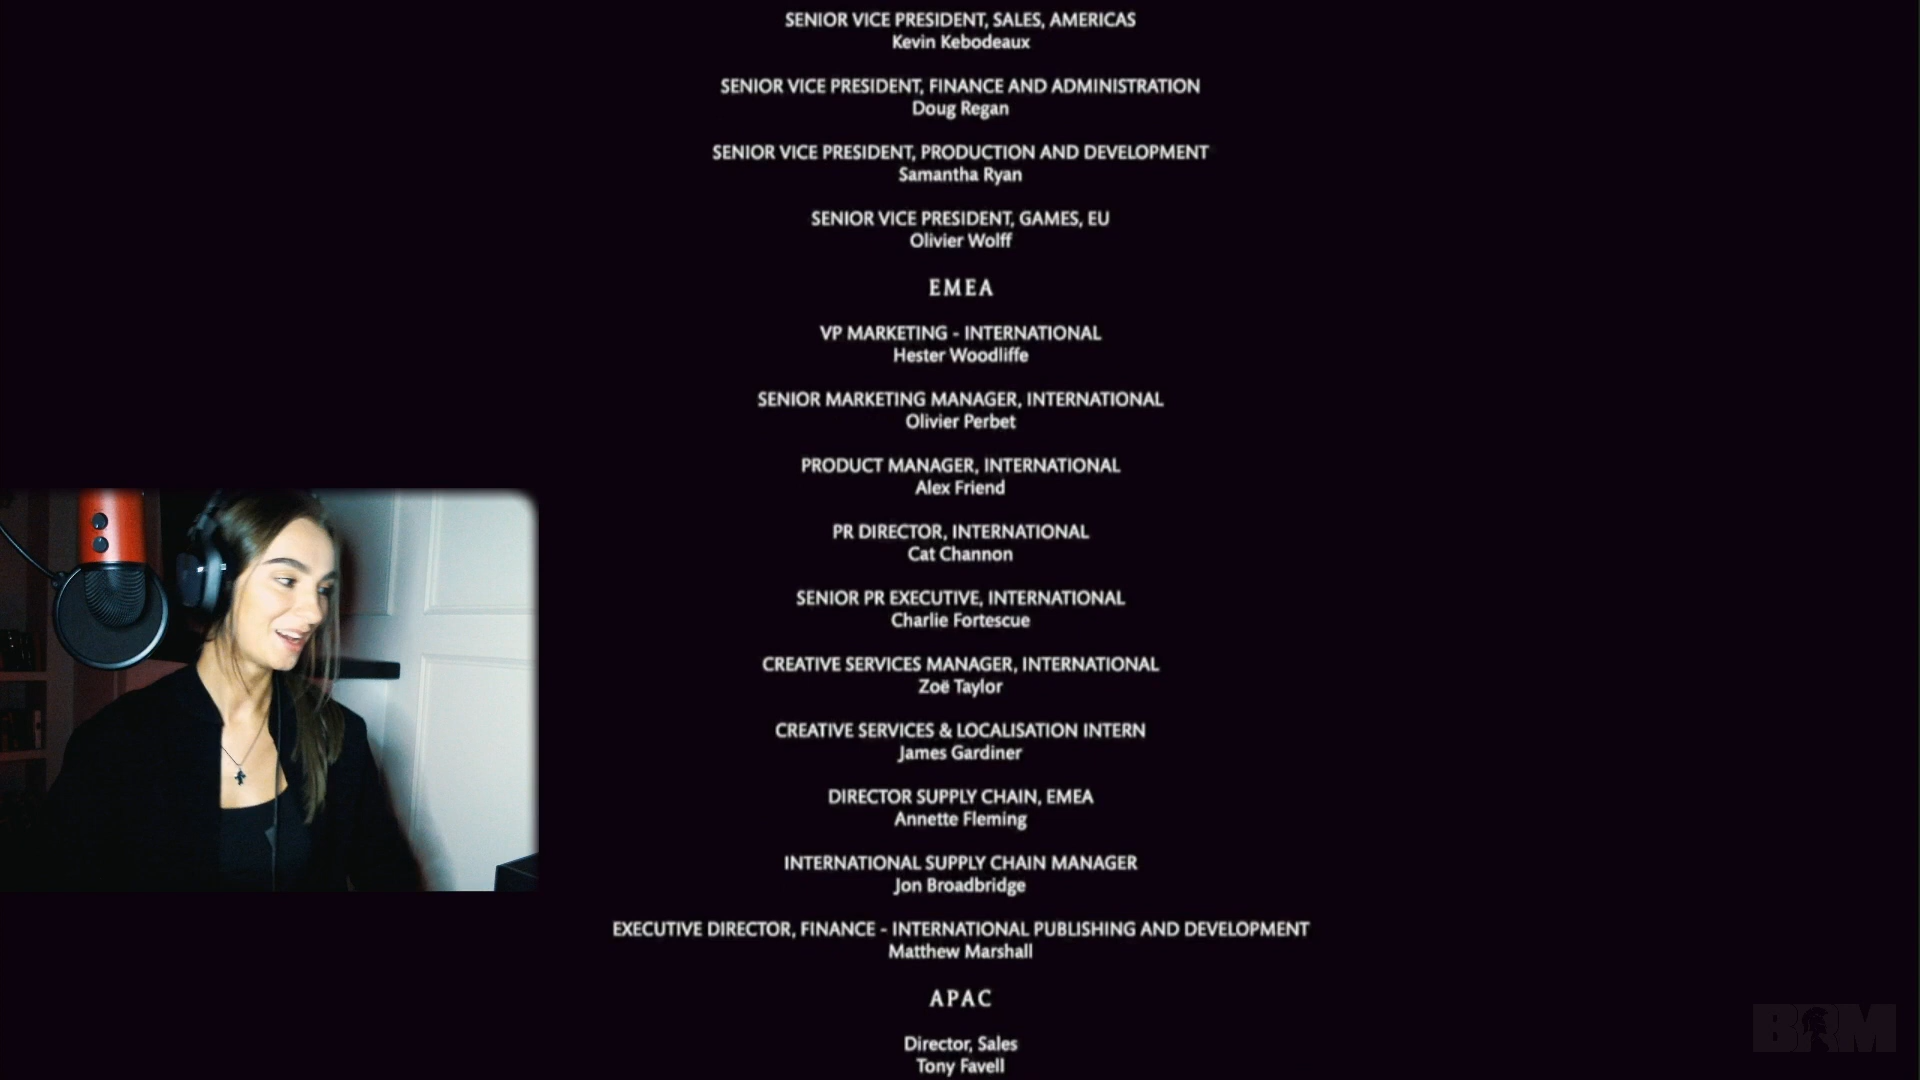 SENIOR VICE PRESIDENT, SALES, AMERICAS
Kevin Kebodeaux
SENIOR VICE PRESIDENT, FINANCE AND ADMINISTRATION
Doug Regan
SENIOR VICE PRESIDENT, PRODUCTION AND DEVELOPMENT
Samantha Ryan
SENIOR VICE PRESIDENT, GAMES, EU
Olivier Wolff
EMEA
VP MARKETING - INTERNATIONAL
Hester Woodliffe
SENIOR MARKETING MANAGER, INTERNATIONAL
Olivier Perbet
PRODUCT MANAGER, INTERNATIONAL
Alex Friend
PR DIRECTOR, INTERNATIONAL
Cat Channon
SENIOR PR EXECUTIVE, INTERNATIONAL
Charlie Fortescue
CREATIVE SERVICES MANAGER, INTERNATIONAL
Zoë Taylor
CREATIVE SERVICES & LOCALISATION INTERN
James Gardiner
DIRECTOR SUPPLY CHAIN, EMEA
Annette Fleming
INTERNATIONAL SUPPLY CHAIN MANAGER
Jon Broadbridge
EXECUTIVE DIRECTOR, FINANCE - INTERNATIONAL PUBLISHING AND DEVELOPMENT
Matthew Marshall
APAC
Director, Sales
Tony Favell